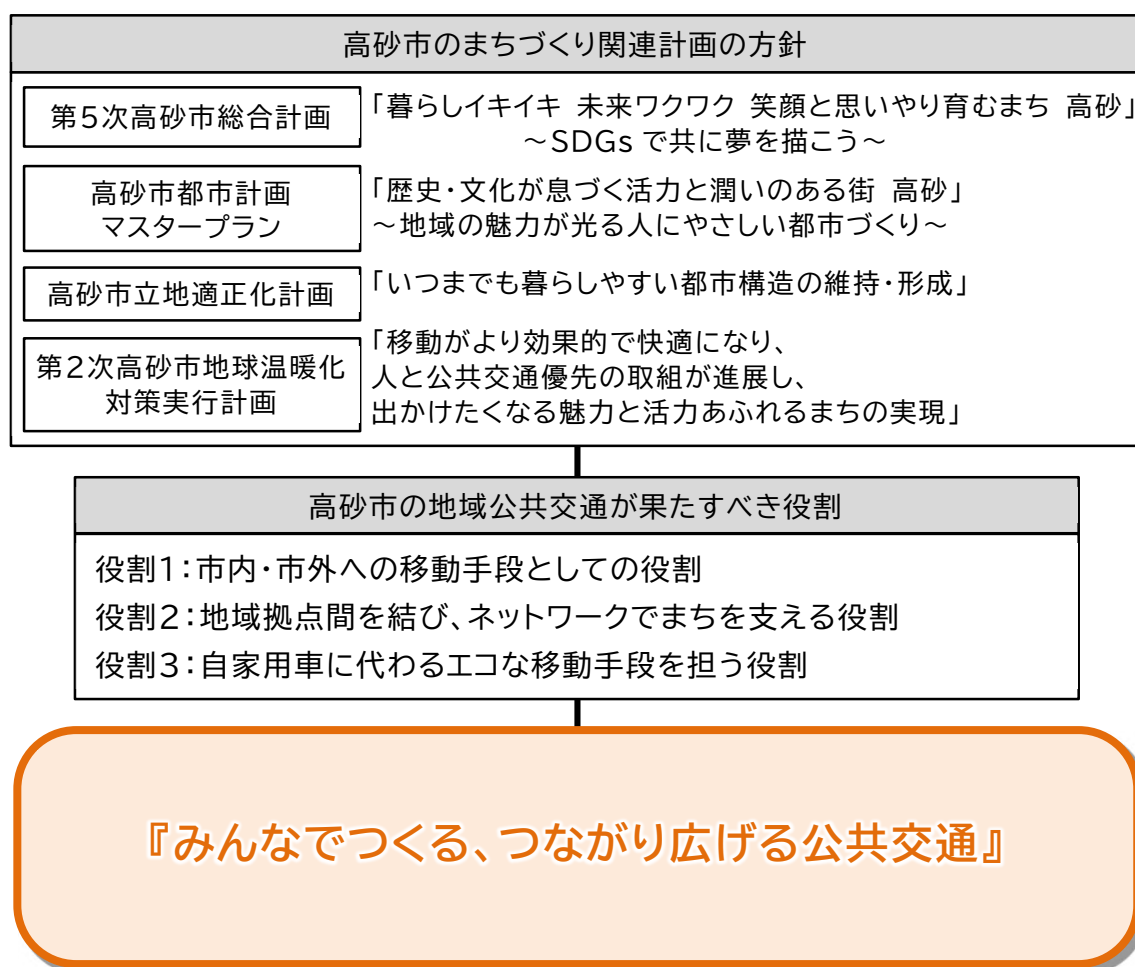 高砂市のまちづくり関連計画の方針
第5次高砂市総合計画
「暮らしイキイキ 未来ワクワク 笑顔と思いやり育むまち 高砂」
～SDGs で共に夢を描こう～
高砂市都市計画
マスタープラン
「歴史・文化が息づく活力と潤いのある街 高砂」
～地域の魅力が光る人にやさしい都市づくり～
高砂市立地適正化計画
「いつまでも暮らしやすい都市構造の維持・形成」
第2次高砂市地球温暖化
対策実行計画
「移動がより効果的で快適になり、
人と公共交通優先の取組が進展し、
出かけたくなる魅力と活力あふれるまちの実現」
高砂市の地域公共交通が果たすべき役割
役割1：市内・市外への移動手段としての役割
役割2：地域拠点間を結び、ネットワークでまちを支える役割
役割3：自家用車に代わるエコな移動手段を担う役割
『みんなでつくる、つながり広げる公共交通』